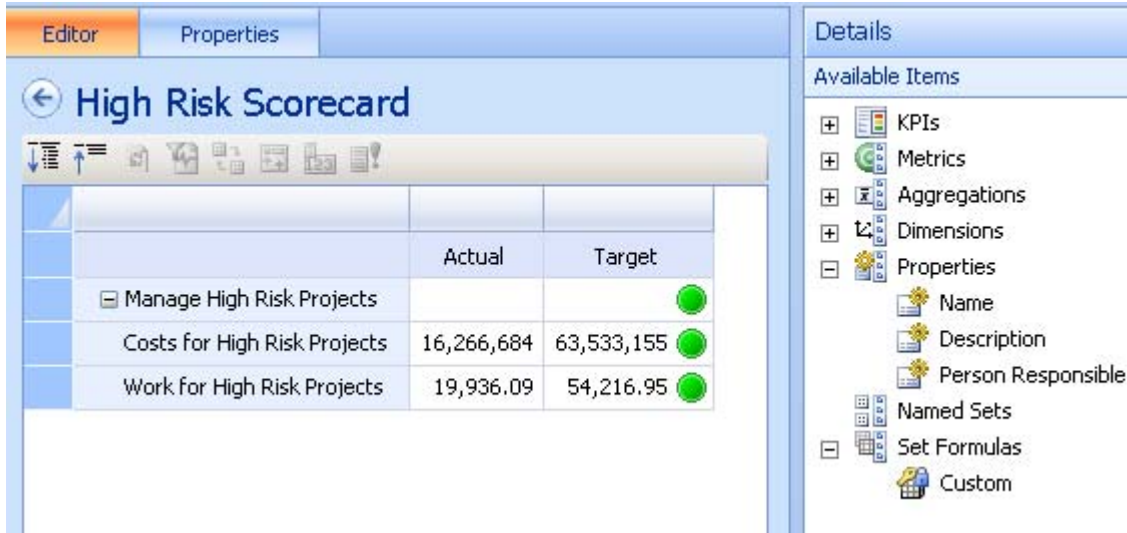 Editor Properties
High Risk Scorecard
Actual Target
Manage High Risk Projects
Costs for High Risk Projects 16,266,684 63,533,155
Work for High Risk Projects 19,936.09 54,216.95
Details
Available Items
KPIs
Metrics
Aggregations
Dimensions
Properties
Name
Description
Person Responsible
Named Sets
Set Formulas
Custom